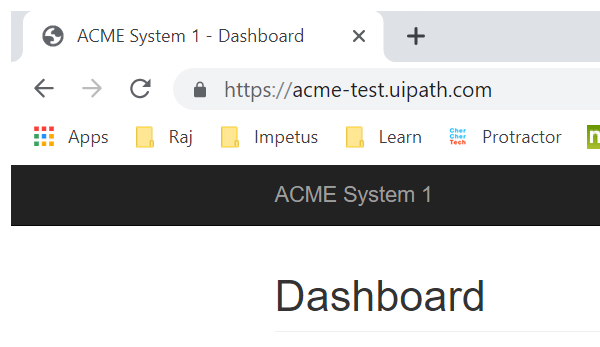 ACME System 1 - Dashboard
https://acme-test.uipath.com
Apps Raj Impetus Learn Cher Cher Tech Protractor n
ACME System 1
Dashboard